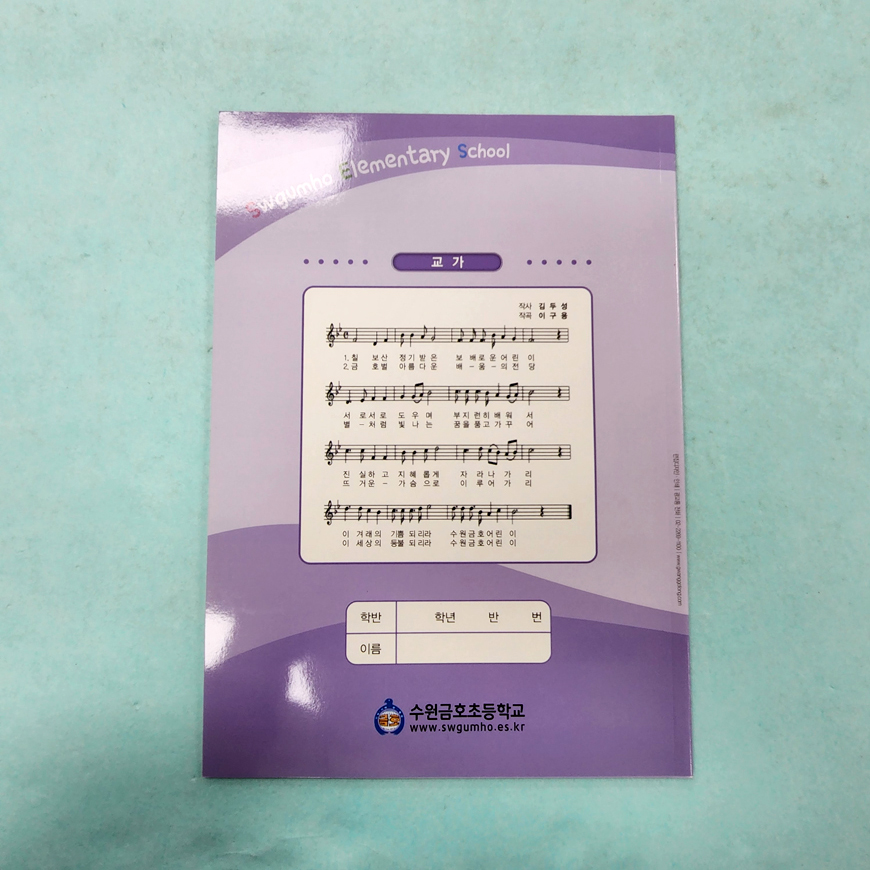 Swgumho Elementary School
교 가
작사 김 두 성
작곡 이 구 용
1. 칠 보산 정기 받은 보 배로 운 어린 이
2. 금 호벌 아름 다 운 배 - 움 - 의 전 당
서 로서로 도 우 며 부지런히 배 워 서
별 - 처럼 빛 나 는 꿈을품고 가 꾸 어
진 실하 고 지혜 롭게 자 라나 가 리
뜨 거운 - 가슴 으로 이 루어 가 리
이 겨래의 기쁨 되리라 수원금호어린 이
이 세상의 등불 되리라 수원금호어린 이
학반 학년 반 번
이름
수원금호초등학교
www.swgumho.es.kr